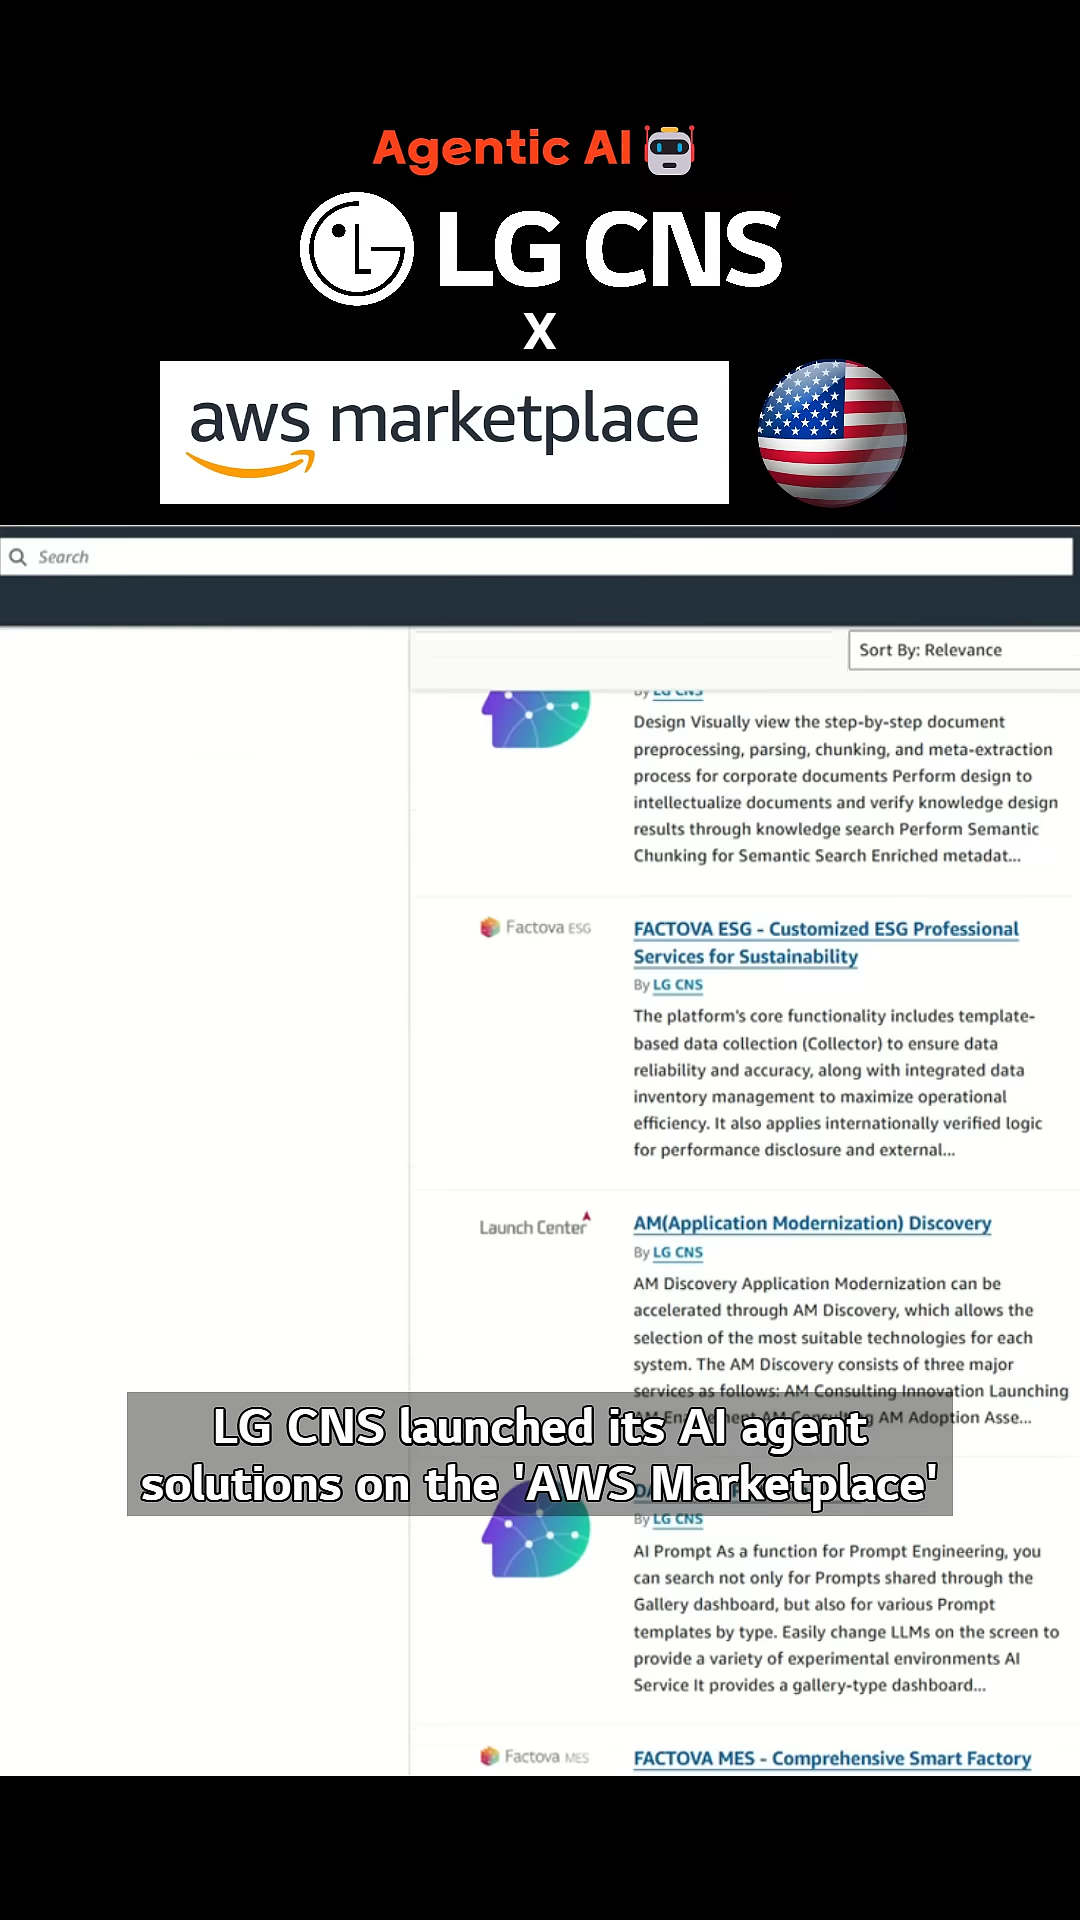 Agentic AI
LG CNS
X
aws marketplace
Search
Sort By: Relevance
By LG CNS
Design Visually view the step-by-step document
preprocessing, parsing, chunking, and meta-extraction
process for corporate documents Perform design to
intellectualize documents and verify knowledge design
results through knowledge search Perform Semantic
Chunking for Semantic Search Enriched metadat...
Factova ESG
FACTOVA ESG - Customized ESG Professional
Services for Sustainability
By LG CNS
The platform's core functionality includes template-
based data collection (Collector) to ensure data
reliability and accuracy, along with integrated data
inventory management to maximize operational
efficiency. It also applies internationally verified logic
for performance disclosure and external...
Launch Center
AM(Application Modernization) Discovery
By LG CNS
AM Discovery Application Modernization can be
accelerated through AM Discovery, which allows the
selection of the most suitable technologies for each
system. The AM Discovery consists of three major
services as follows: AM Consulting Innovation Launching
AM Consulting AM Adoption Asse...
LG CNS launched its AI agent
solutions on the 'AWS Marketplace'
By LG CNS
AI Prompt As a function for Prompt Engineering, you
can search not only for Prompts shared through the
Gallery dashboard, but also for various Prompt
templates by type. Easily change LLMs on the screen to
provide a variety of experimental environments AI
Service It provides a gallery-type dashboard...
Factova MES
FACTOVA MES - Comprehensive Smart Factory